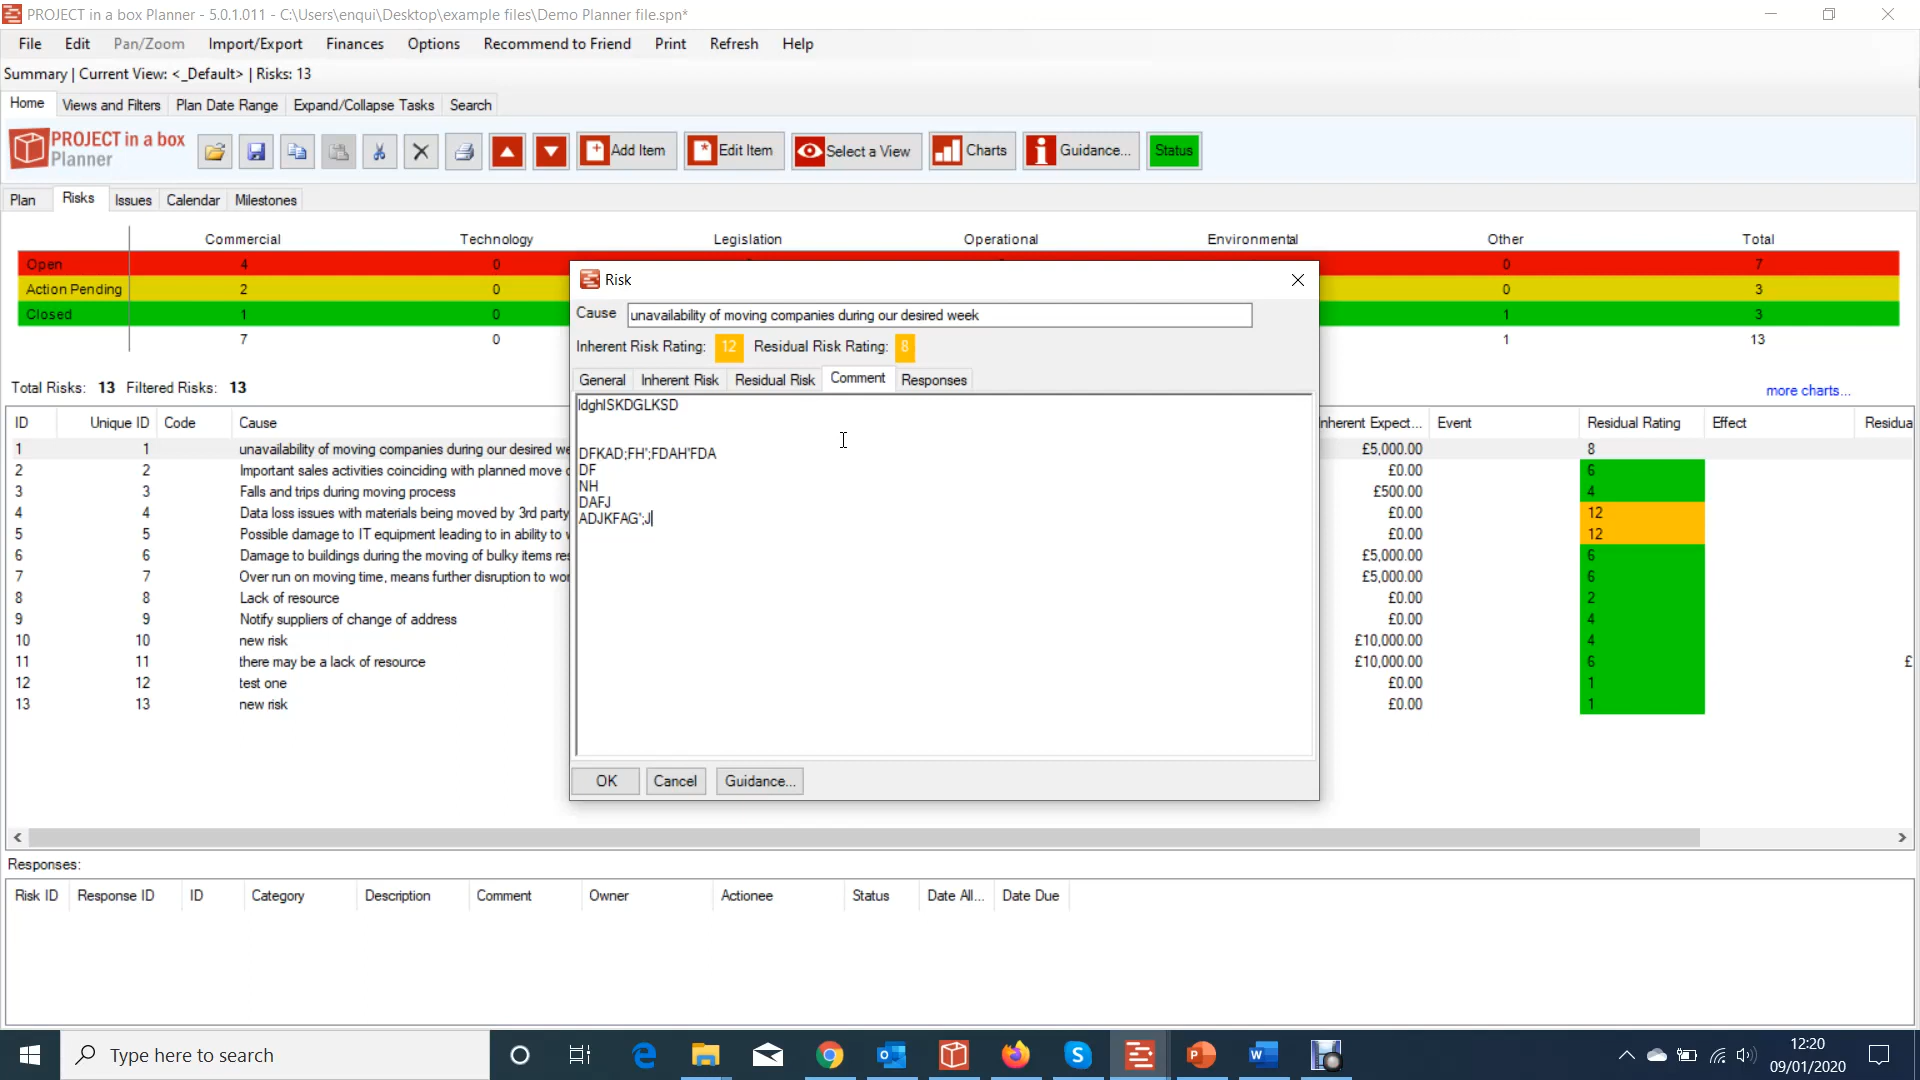 PROJECT in a box Planner - 5.0.1.011 - C:\Users\enqui\Desktop\example files\Demo Planner file.spn*
File Edit Pan/Zoom Import/Export Finances Options Recommend to Friend Print Refresh Help
Summary | Current View: <_Default> | Risks: 13
Home Views and Filters Plan Date Range Expand/Collapse Tasks Search
PROJECT in a box
Planner
Add Item Edit Item Select a View Charts Guidance... Status
Plan Risks Issues Calendar Milestones
Commercial Technology Legislation Operational Environmental Other Total
Open 4 0 0 7
Action Pending 2 0 0 3
Closed 1 0 1 3
7 0 1 13
Total Risks: 13 Filtered Risks: 13
more charts...
ID Unique ID Code Cause Inherent Expect... Event Residual Rating Effect Residua
1 1 unavailability of moving companies during our desired we £5,000.00 8
2 2 Important sales activities coinciding with planned move £0.00 6
3 3 Falls and trips during moving process £500.00 4
4 4 Data loss issues with materials being moved by 3rd party £0.00 12
5 5 Possible damage to IT equipment leading to in ability to £0.00 12
6 6 Damage to buildings during the moving of bulky items res £5,000.00 6
7 7 Over run on moving time, means further disruption to wor £5,000.00 6
8 8 Lack of resource £0.00 2
9 9 Notify suppliers of change of address £0.00 4
10 10 new risk £10,000.00 4
11 11 there may be a lack of resource £10,000.00 6 £
12 12 test one £0.00 1
13 13 new risk £0.00 1
Risk
Cause unavailability of moving companies during our desired week
Inherent Risk Rating: 12 Residual Risk Rating: 8
General Inherent Risk Residual Risk Comment Responses
DFKAD;FH';FDAH'FDA
DF
NH
DAFJ
ADJKFAG';J
OK Cancel Guidance...
Responses:
Risk ID Response ID ID Category Description Comment Owner Actionee Status Date All... Date Due
Type here to search
12:20
09/01/2020